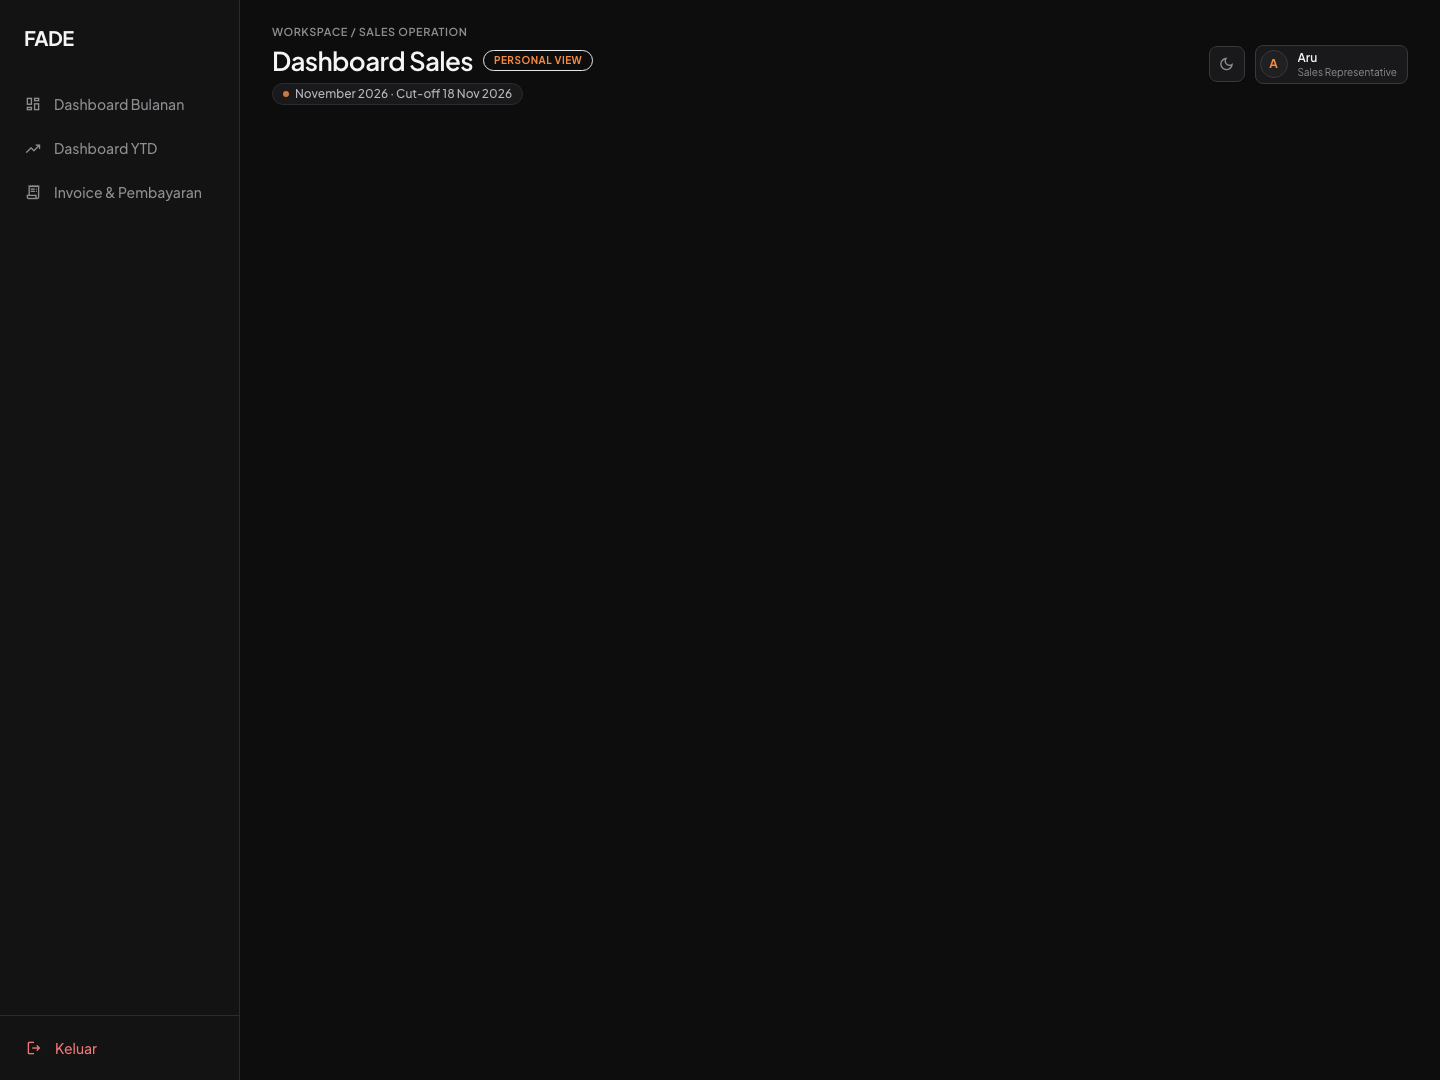 FADE
Dashboard Bulanan
Dashboard YTD
Invoice & Pembayaran
Keluar
WORKSPACE / SALES OPERATION
Dashboard Sales
PERSONAL VIEW
November 2026 · Cut-off 18 Nov 2026
A
Aru
Sales Representative